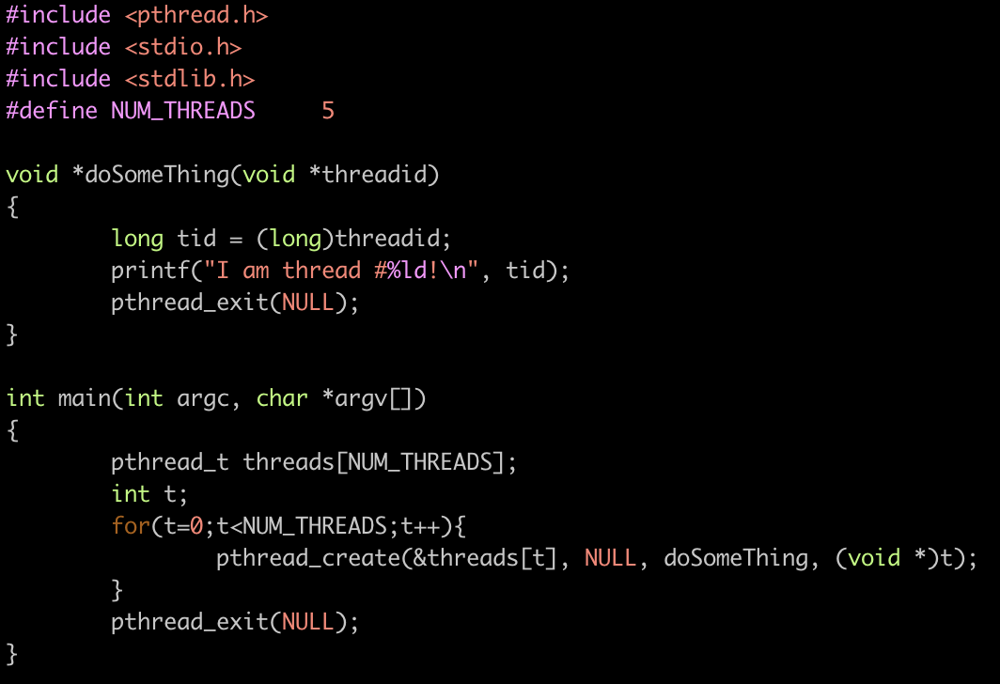 #include <pthread.h>
#include <stdio.h>
#include <stdlib.h>
#define NUM_THREADS     5

void *doSomeThing(void *threadid)
{
        long tid = (long)threadid;
        printf("I am thread #%ld!\n", tid);
        pthread_exit(NULL);
}

int main(int argc, char *argv[])
{
        pthread_t threads[NUM_THREADS];
        int t;
        for(t=0;t<NUM_THREADS;t++){
                pthread_create(&threads[t], NULL, doSomeThing, (void *)t);
        }
        pthread_exit(NULL);
}